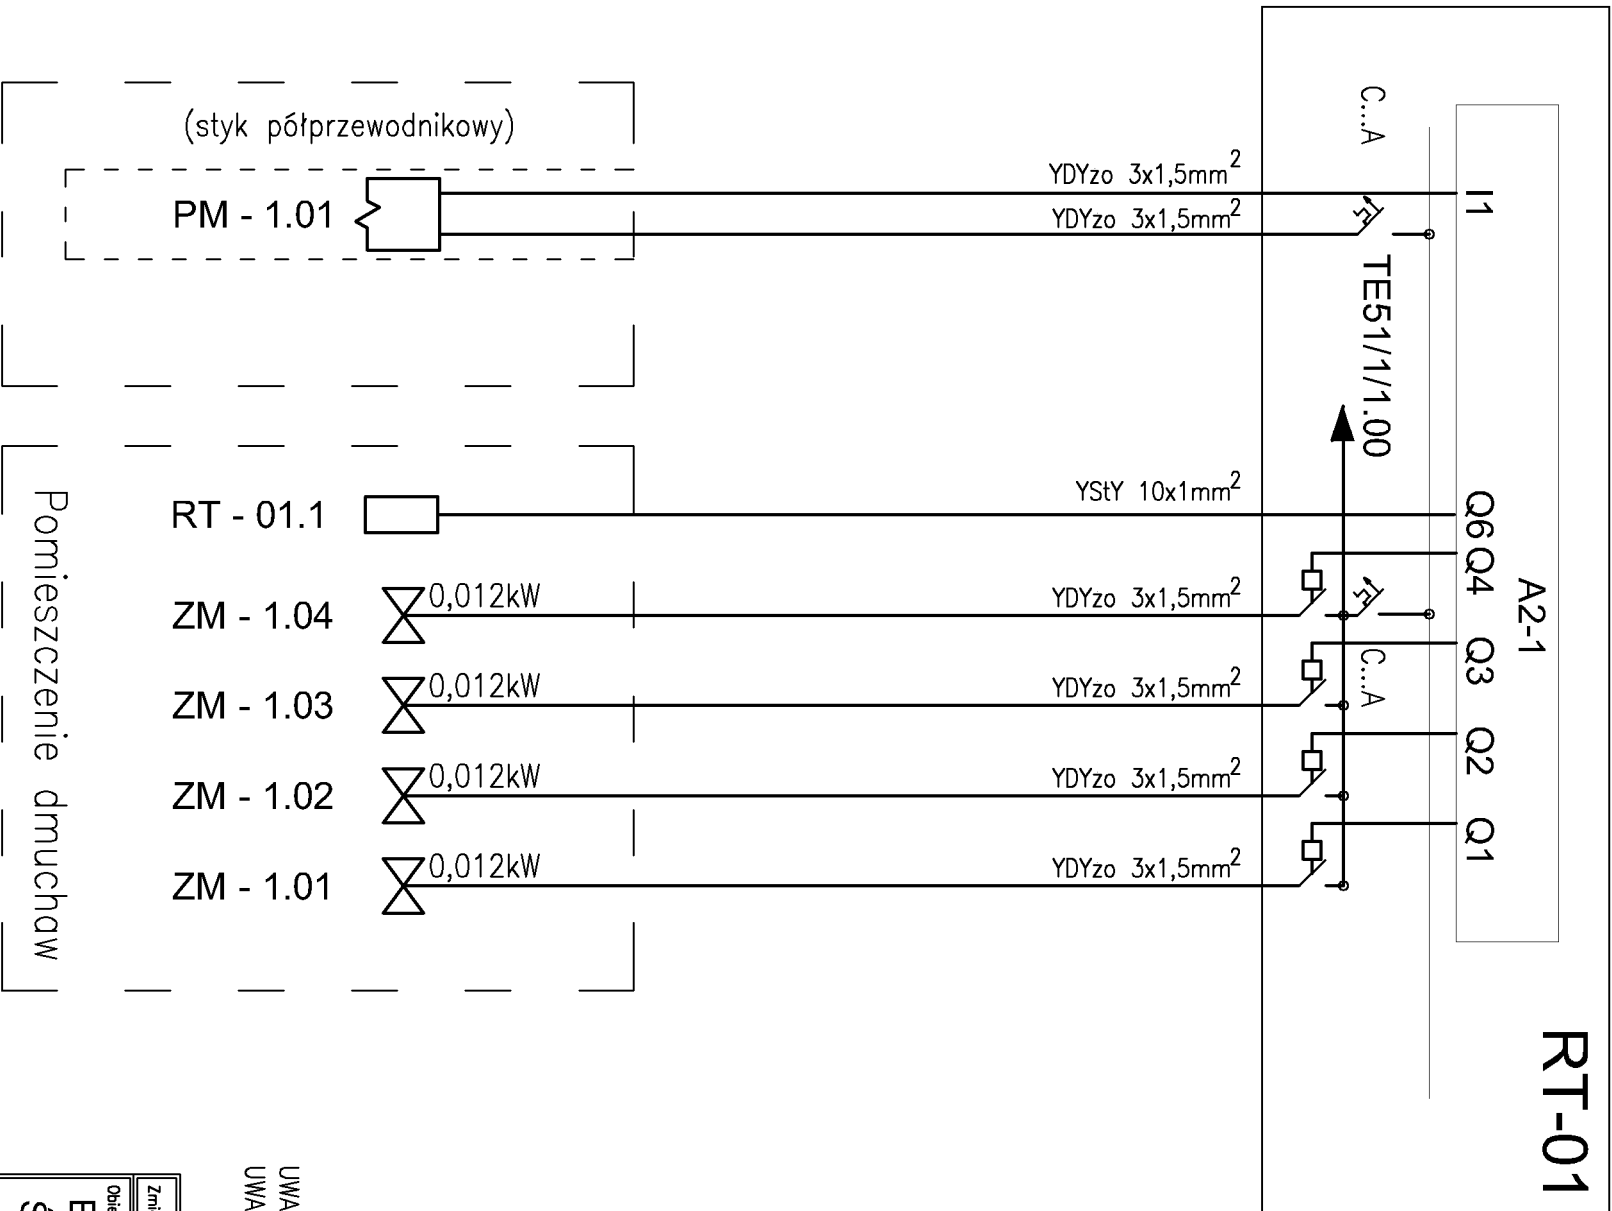 (styk półprzewodnikowy)
PM - 1.01
YDYzo 3x1,5mm²
YDYzo 3x1,5mm²
C...A
I1
TE51/1/1.00
RT - 01.1
YStY 10x1mm²
Q6
ZM - 1.04
0,012kW
YDYzo 3x1,5mm²
Q4
A2-1
ZM - 1.03
0,012kW
YDYzo 3x1,5mm²
C...A
Q3
ZM - 1.02
0,012kW
YDYzo 3x1,5mm²
Q2
ZM - 1.01
0,012kW
YDYzo 3x1,5mm²
Q1
Pomieszczenie dmuchaw
RT-01
UWA
UWA
Zmi
Obie